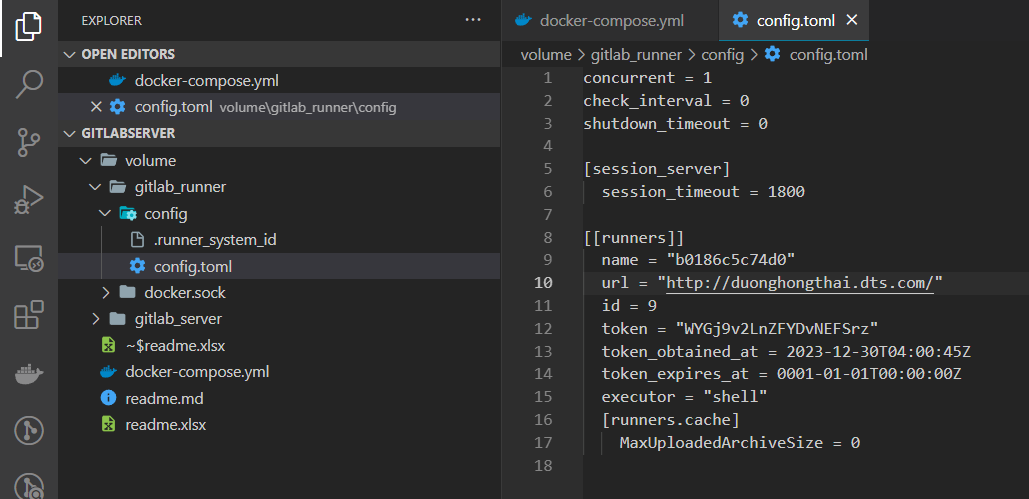 EXPLORER
OPEN EDITORS
docker-compose.yml
config.toml volume\gitlab_runner\config
GITLABSERVER
volume
gitlab_runner
config
.runner_system_id
config.toml
docker.sock
gitlab_server
~$readme.xlsx
docker-compose.yml
readme.md
readme.xlsx
docker-compose.yml
config.toml
volume > gitlab_runner > config > config.toml
1 concurrent = 1
2 check_interval = 0
3 shutdown_timeout = 0
4
5 [session_server]
6 session_timeout = 1800
7
8 [[runners]]
9 name = "b0186c5c74d0"
10 url = "http://duonghongthai.dts.com/"
11 id = 9
12 token = "WYGj9v2LnZFYDvNEFSrz"
13 token_obtained_at = 2023-12-30T04:00:45Z
14 token_expires_at = 0001-01-01T00:00:00Z
15 executor = "shell"
16 [runners.cache]
17 MaxUploadedArchiveSize = 0
18